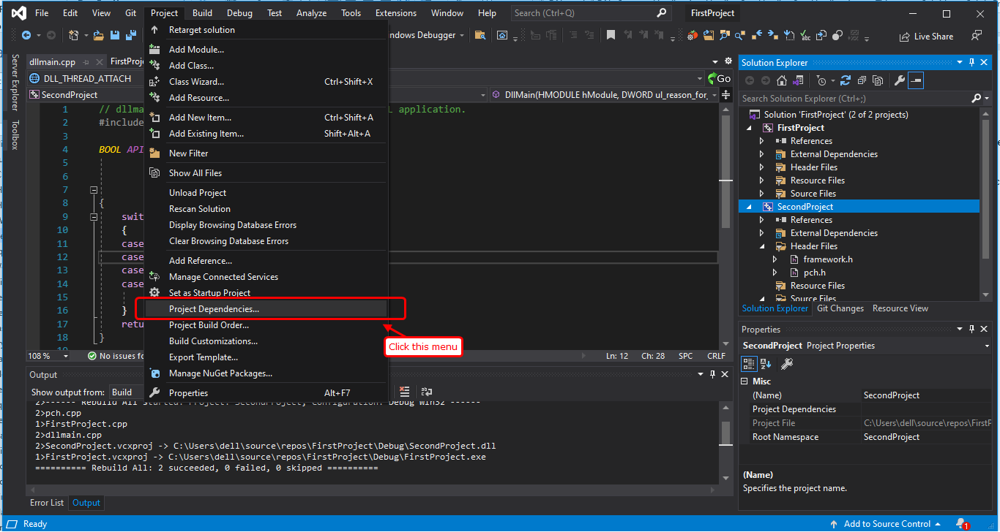 File Edit View Git Project Build Debug Test Analyze Tools Extensions Window Help Search (Ctrl+Q) FirstProject
ndows Debugger Live Share
Server Explorer
Toolbox
dllmain.cpp FirstProj
DLL_THREAD_ATTACH Go
SecondProject DllMain(HMODULE hModule, DWORD ul_reason_for_
1 // dllma L application.
2 #include
3
4 BOOL API
5
6
7
8 {
9 swit
10 {
11 case
12 case
13 case
14 case
15
16 }
17 retu
18 }
19
Retarget solution
Add Module...
Add Class...
Class Wizard... Ctrl+Shift+X
Add Resource...
Add New Item... Ctrl+Shift+A
Add Existing Item... Shift+Alt+A
New Filter
Show All Files
Unload Project
Rescan Solution
Display Browsing Database Errors
Clear Browsing Database Errors
Add Reference...
Manage Connected Services
Set as Startup Project
Project Dependencies...
Project Build Order...
Build Customizations...
Export Template...
Manage NuGet Packages...
Properties Alt+F7
Click this menu
108 % No issues fo Ln: 12 Ch: 28 SPC CRLF
Output
Show output from: Build
2>------ Rebuild All started: Project: SecondProject, Configuration: Debug Win32 ------
2>pch.cpp
1>FirstProject.cpp
2>dllmain.cpp
2>SecondProject.vcxproj -> C:\Users\dell\source\repos\FirstProject\Debug\SecondProject.dll
1>FirstProject.vcxproj -> C:\Users\dell\source\repos\FirstProject\Debug\FirstProject.exe
========== Rebuild All: 2 succeeded, 0 failed, 0 skipped ==========
Error List Output
Solution Explorer
Search Solution Explorer (Ctrl+;)
Solution 'FirstProject' (2 of 2 projects)
FirstProject
References
External Dependencies
Header Files
Resource Files
Source Files
SecondProject
References
External Dependencies
Header Files
framework.h
pch.h
Resource Files
Source Files
Solution Explorer Git Changes Resource View
Properties
SecondProject Project Properties
Misc
(Name) SecondProject
Project Dependencies
Project File C:\Users\dell\source\repos\FirstP
Root Namespace SecondProject
(Name)
Specifies the project name.
Ready Add to Source Control 1